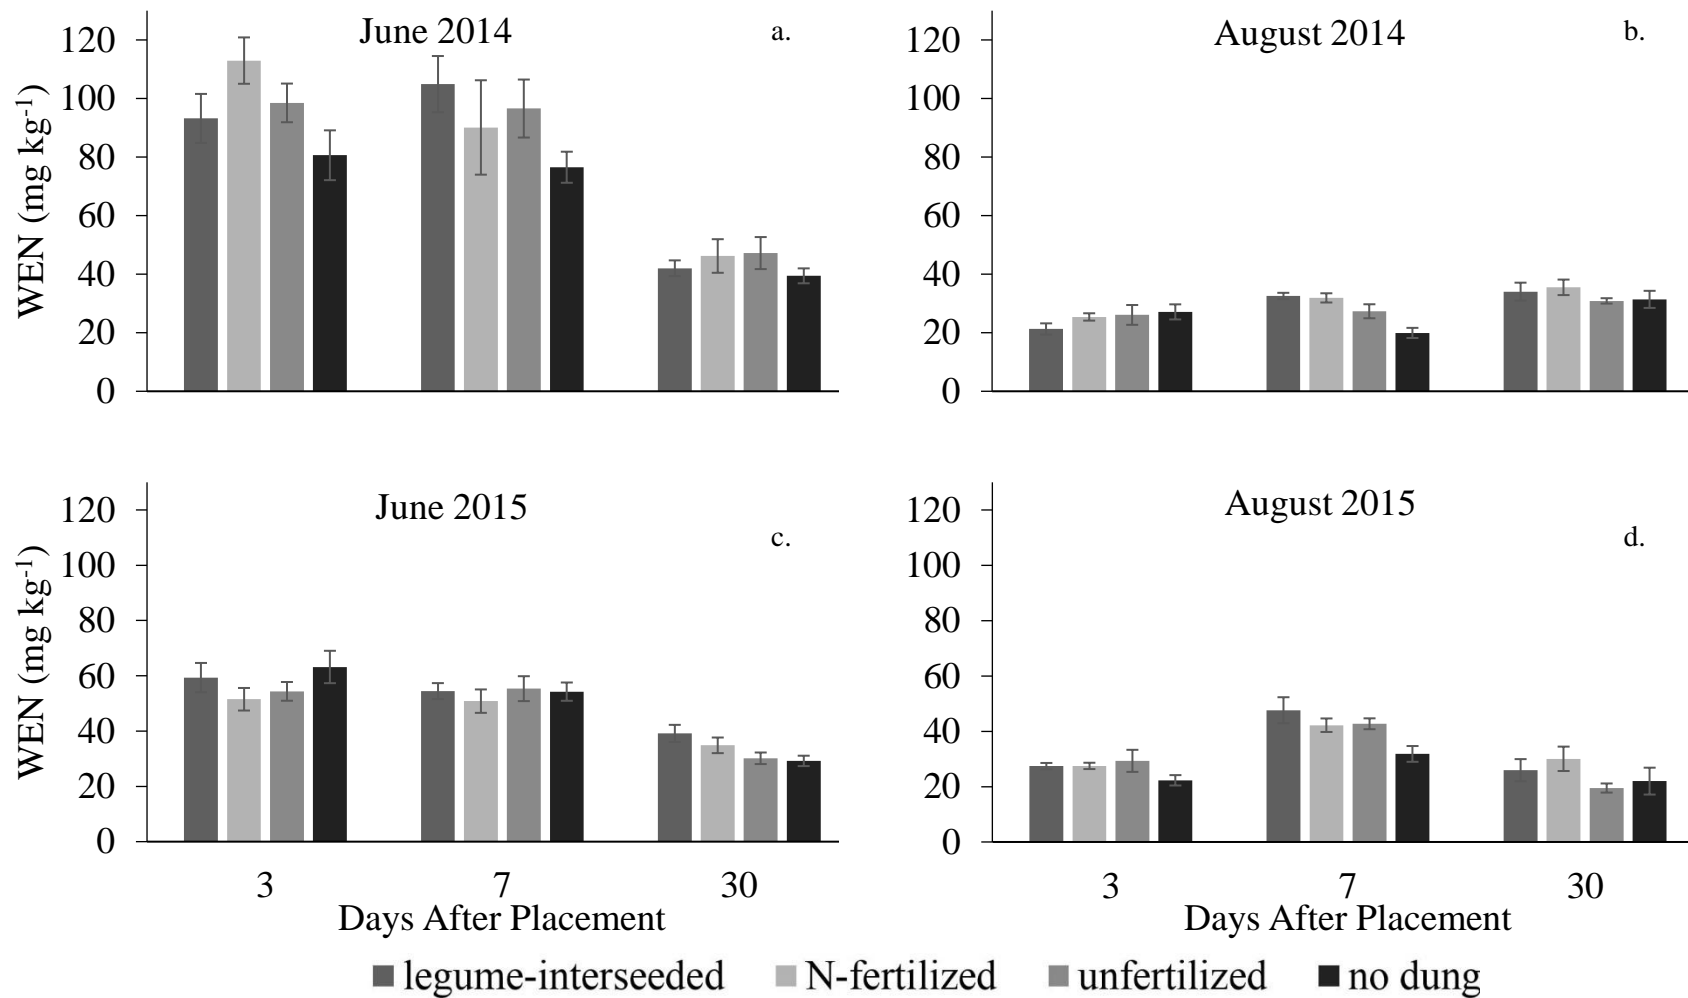 June 2014
a.
120
100
80
60
40
20
0
WEN (mg kg-1)
August 2014
b.
120
100
80
60
40
20
0
June 2015
c.
120
100
80
60
40
20
0
WEN (mg kg-1)
3 7 30
Days After Placement
August 2015
d.
120
100
80
60
40
20
0
3 7 30
Days After Placement
legume-interseeded N-fertilized unfertilized no dung